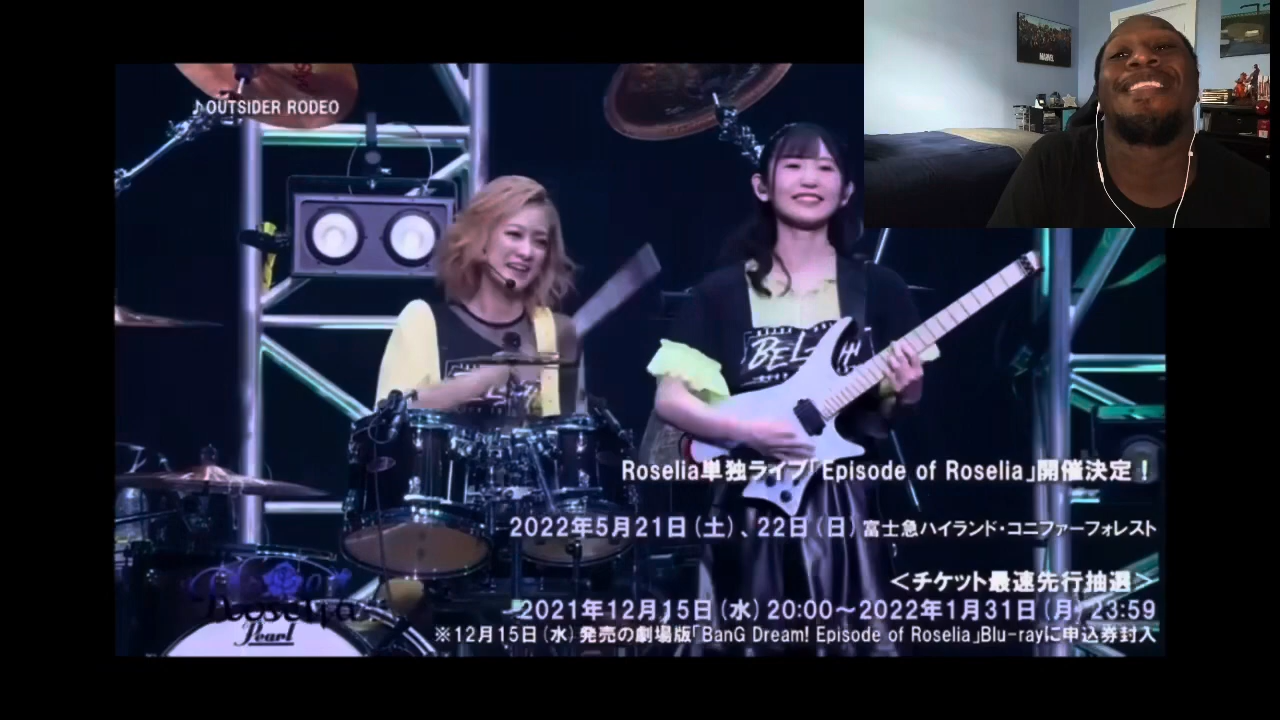 ♪OUTSIDER RODEO
MARVEL
Roselia単独ライブ「Episode of Roselia」開催決定！
2022年5月21日（土）、22日（日）富士急ハイランド・コニファーフォレスト
＜チケット最速先行抽選＞
2021年12月15日（水）20:00～2022年1月31日（月）23:59
※12月15日（水）発売の劇場版「BanG Dream! Episode of Roselia」Blu-rayに申込券封入
Roselia
Pearl